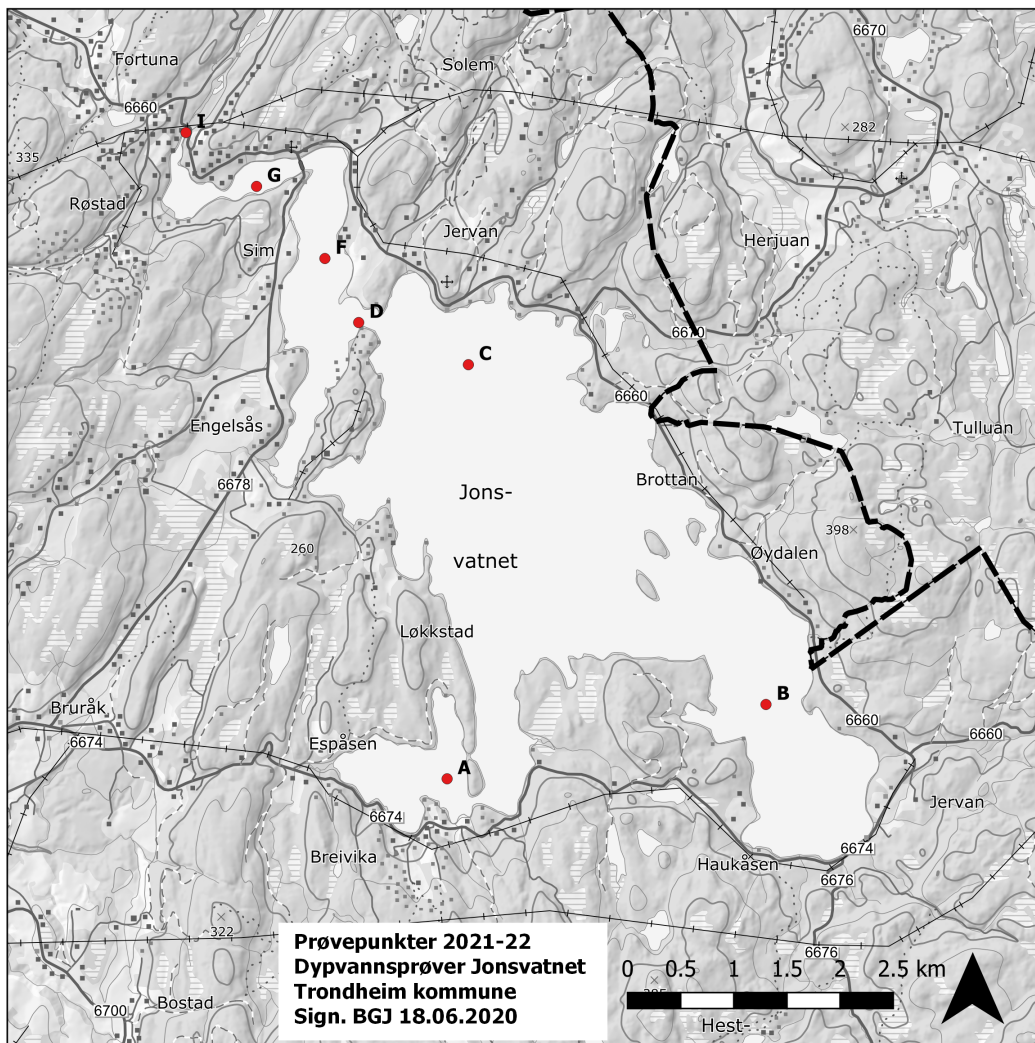 Fortuna
Solem
6670
6660
I
282
335
G
Røstad
Jervan
Herjuan
Sim
F
D
6670
C
6660
Engelsås
Tulluan
6678
Brottan
Jons-
398
Øydalen
260
vatnet
Løkkstad
B
Bruråk
6660
6674
Espåsen
6660
A
Jervan
6674
6674
Breivika
Haukåsen
6676
322
Prøvepunkter 2021-22
Dypvannsprøver Jonsvatnet
Trondheim kommune
Sign. BGJ 18.06.2020
6676
0 0.5 1 1.5 2 2.5 km
Bostad
6700
Hest-